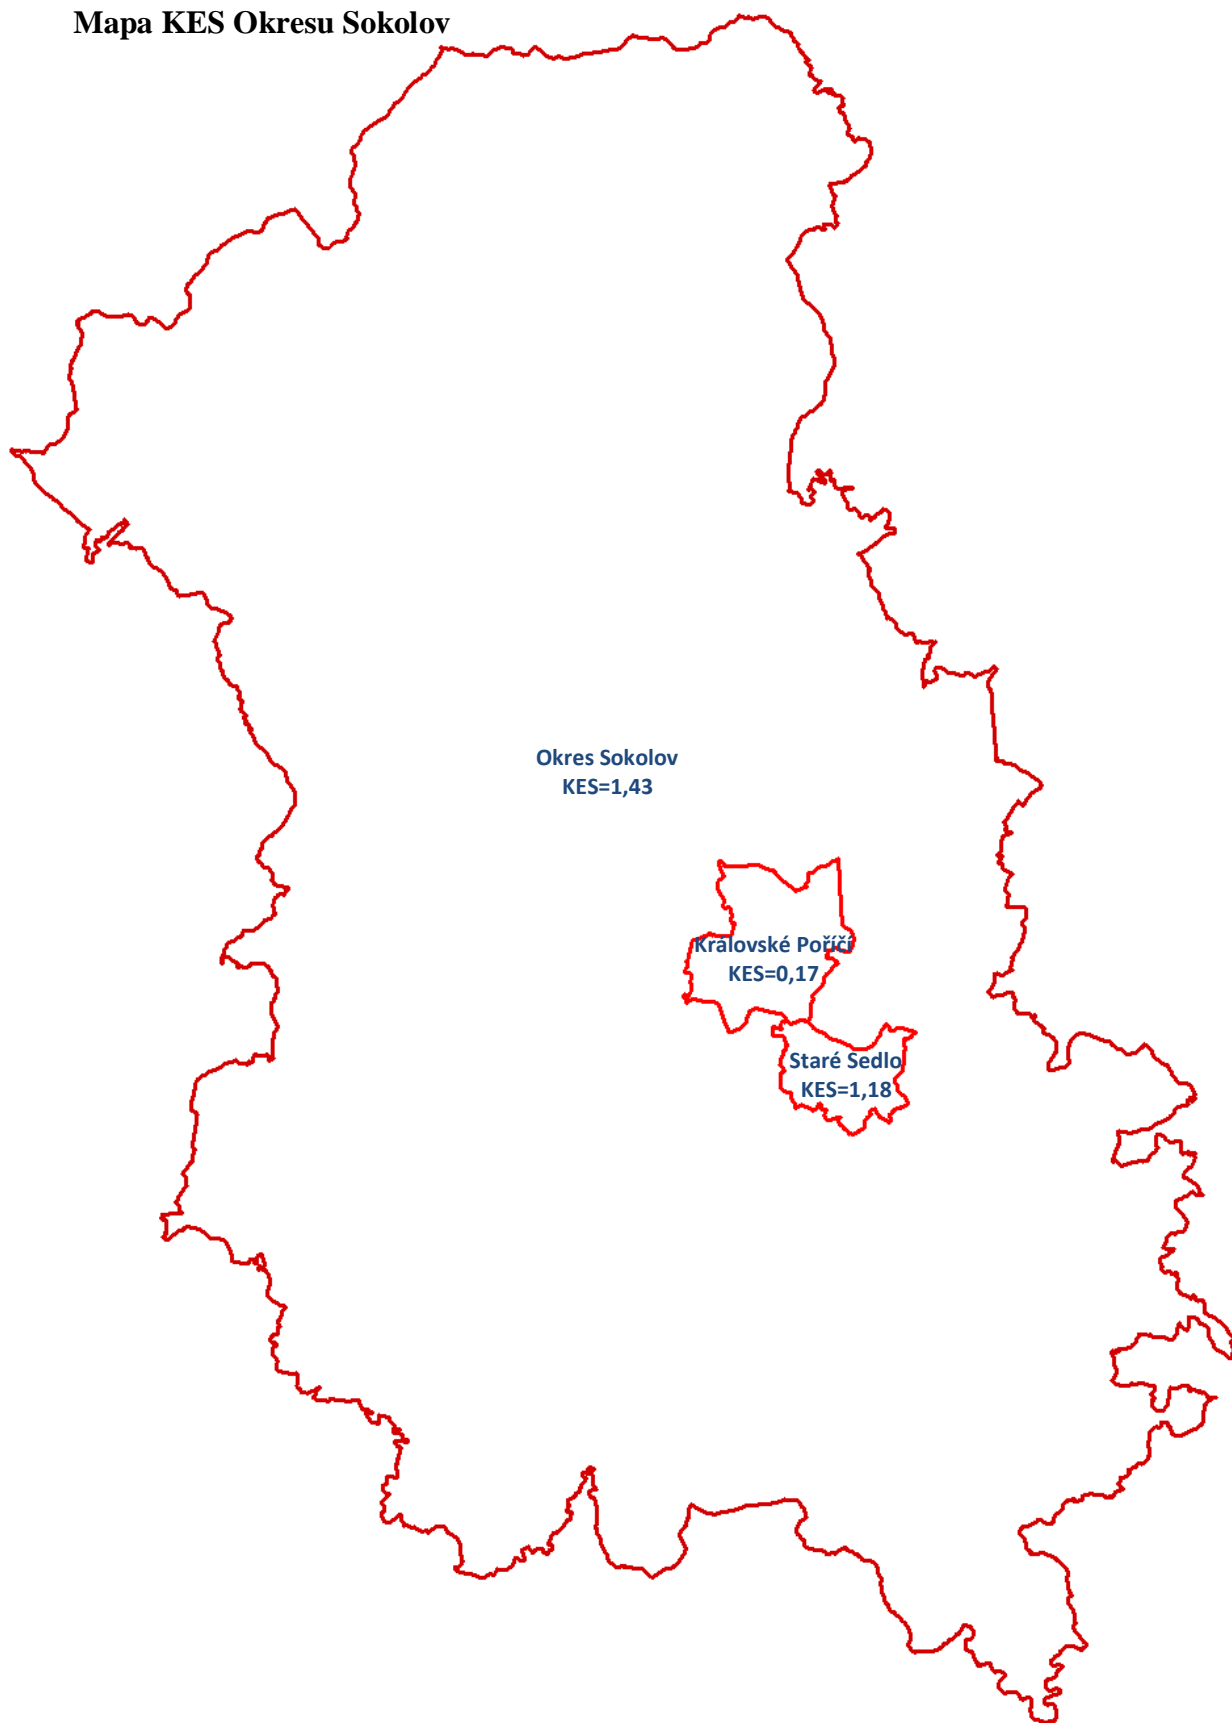 Mapa KES Okresu Sokolov
Okres Sokolov
KES=1,43
Královské Poříčí
KES=0,17
Staré Sedlo
KES=1,18